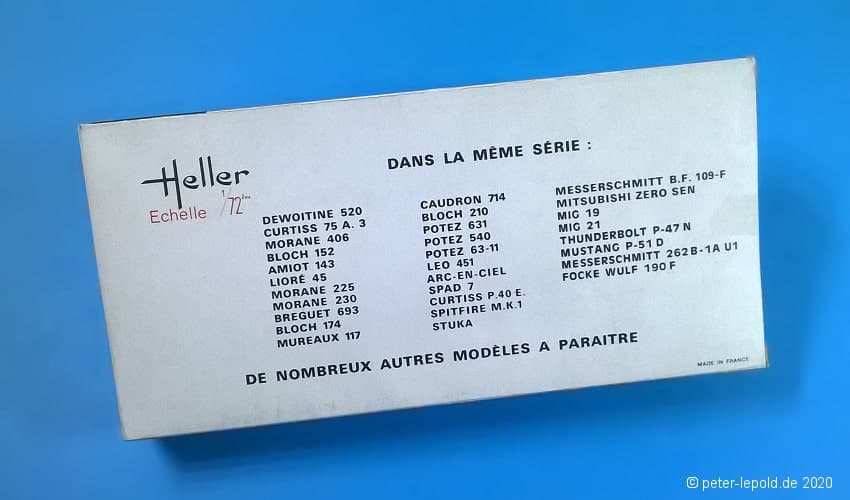 Heller
Echelle 1/72ème
DANS LA MÊME SÉRIE :
DEWOITINE 520
CURTISS 75 A. 3
MORANE 406
BLOCH 152
AMIOT 143
LIORÉ 45
MORANE 225
MORANE 230
BREGUET 693
BLOCH 174
MUREAUX 117
CAUDRON 714
BLOCH 210
POTEZ 631
POTEZ 540
POTEZ 63-11
LEO 451
ARC-EN-CIEL
SPAD 7
CURTISS P.40 E.
SPITFIRE M.K.1
STUKA
MESSERSCHMITT B.F. 109-F
MITSUBISHI ZERO SEN
MIG 19
MIG 21
THUNDERBOLT P-47 N
MUSTANG P-51 D
MESSERSCHMITT 262 B-1A U1
FOCKE WULF 190 F
DE NOMBREUX AUTRES MODÈLES A PARAITRE
MADE IN FRANCE
© peter-lepold.de 2020